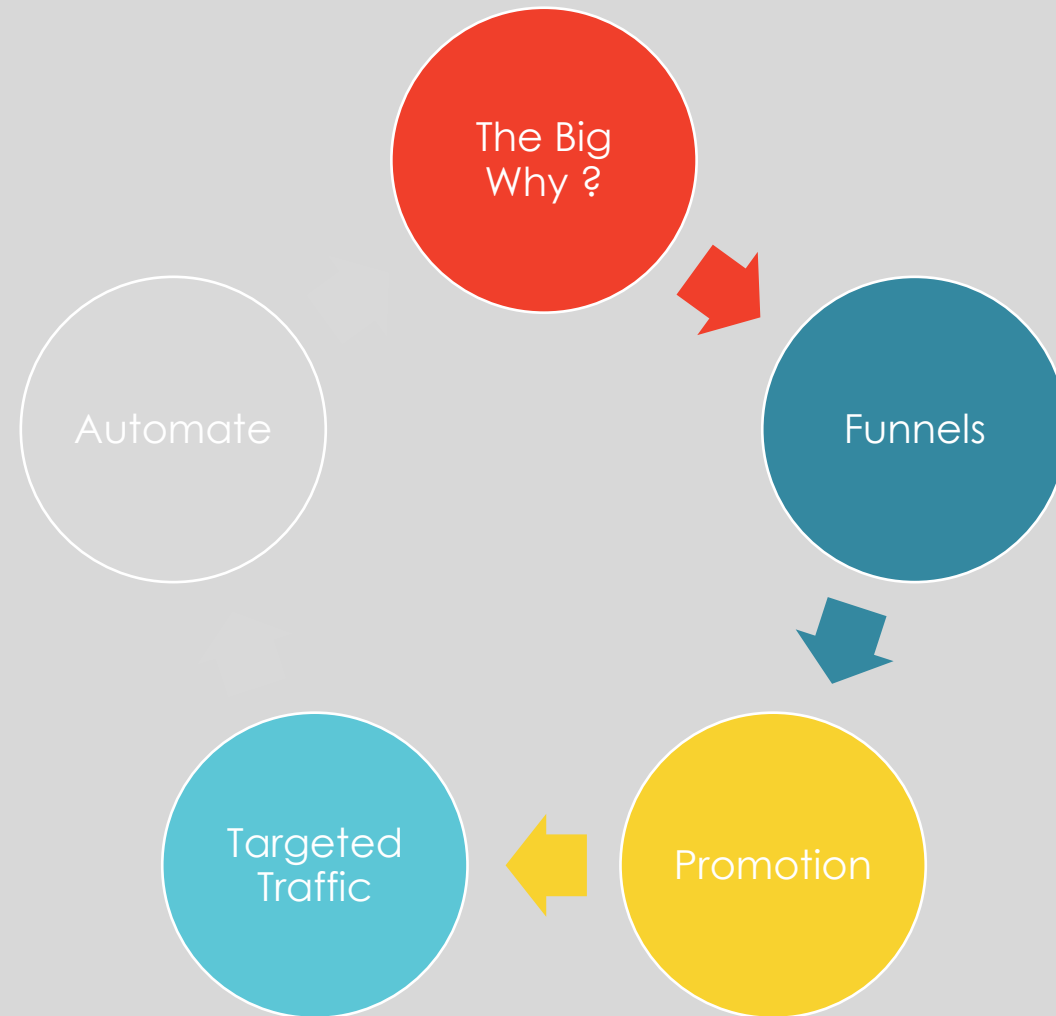 The Big
Why ?
Funnels
Promotion
Targeted
Traffic
Automate